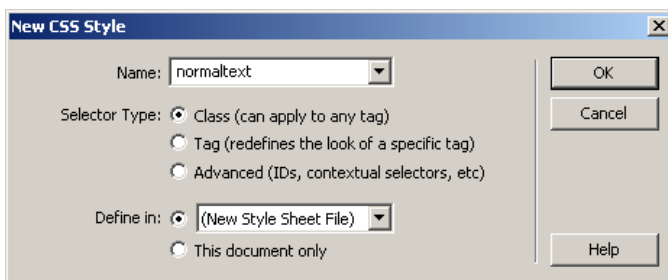 New CSS Style
Name: normaltext
OK
Selector Type: Class (can apply to any tag)
Cancel
Tag (redefines the look of a specific tag)
Advanced (IDs, contextual selectors, etc)
Define in: (New Style Sheet File)
This document only
Help